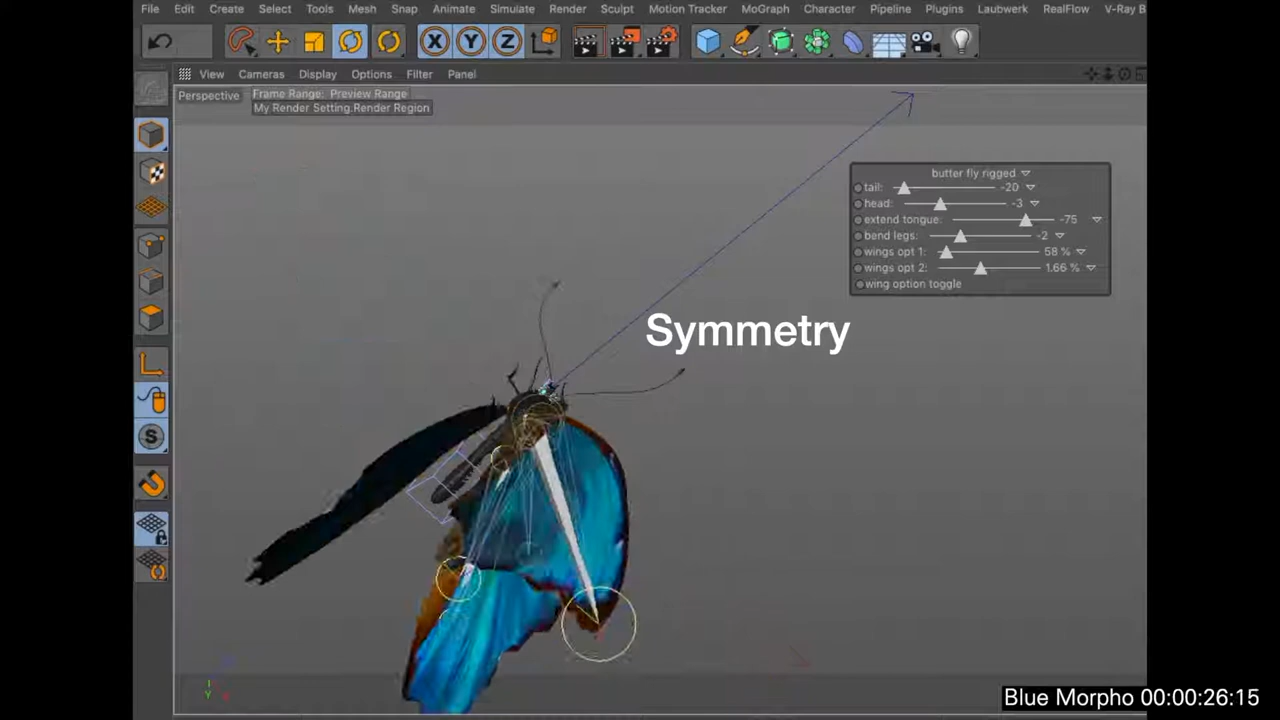 File Edit Create Select Tools Mesh Snap Animate Simulate Render Sculpt Motion Tracker MoGraph Character Pipeline Plugins Laubwerk RealFlow V-Ray B
X Y Z
View Cameras Display Options Filter Panel
Perspective
Frame Range: Preview Range
My Render Setting.Render Region
butter fly rigged
tail: -20
head: -3
extend tongue: -75
bend legs: -2
wings opt 1: 58 %
wings opt 2: 1.66 %
wing option toggle
Symmetry
S
Y
Blue Morpho 00:00:26:15